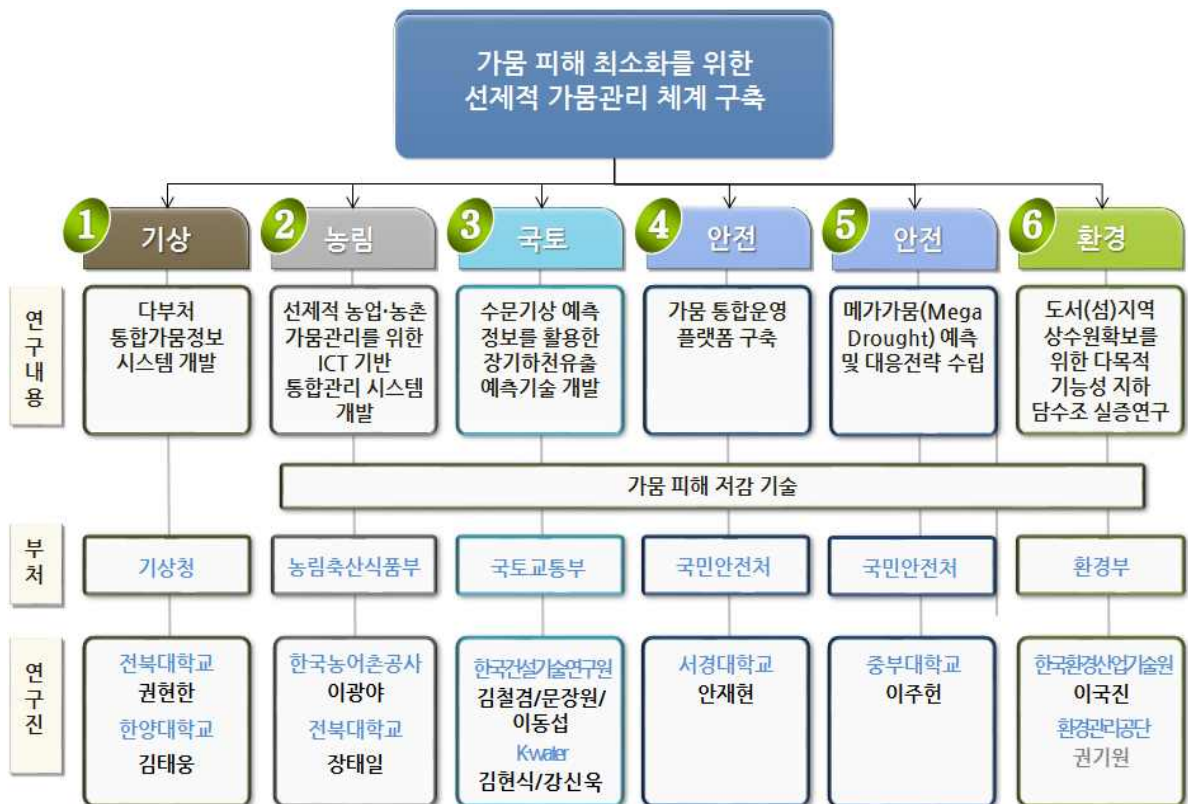 가뭄 피해 최소화를 위한
선제적 가뭄관리 체계 구축
1 기상
2 농림
3 국토
4 안전
5 안전
6 환경
연구내용
다부처
통합가뭄정보
시스템 개발
선제적 농업·농촌
가뭄관리를 위한
ICT 기반
통합관리 시스템
개발
수문기상 예측
정보를 활용한
장기하천유출
예측기술 개발
가뭄 통합운영
플랫폼 구축
메가가뭄(Mega
Drought) 예측
및 대응전략 수립
도서(섬)지역
상수원확보를
위한 다목적
기능성 지하
담수조 실증연구
가뭄 피해 저감 기술
부처
기상청
농림축산식품부
국토교통부
국민안전처
국민안전처
환경부
연구진
전북대학교
권현한
한양대학교
김태웅
한국농어촌공사
이광야
전북대학교
장태일
한국건설기술연구원
김철겸/문장원/
이동섭
K-water
김현식/강신욱
서경대학교
안재현
중부대학교
이주헌
한국환경산업기술원
이국진
환경관리공단
권기원